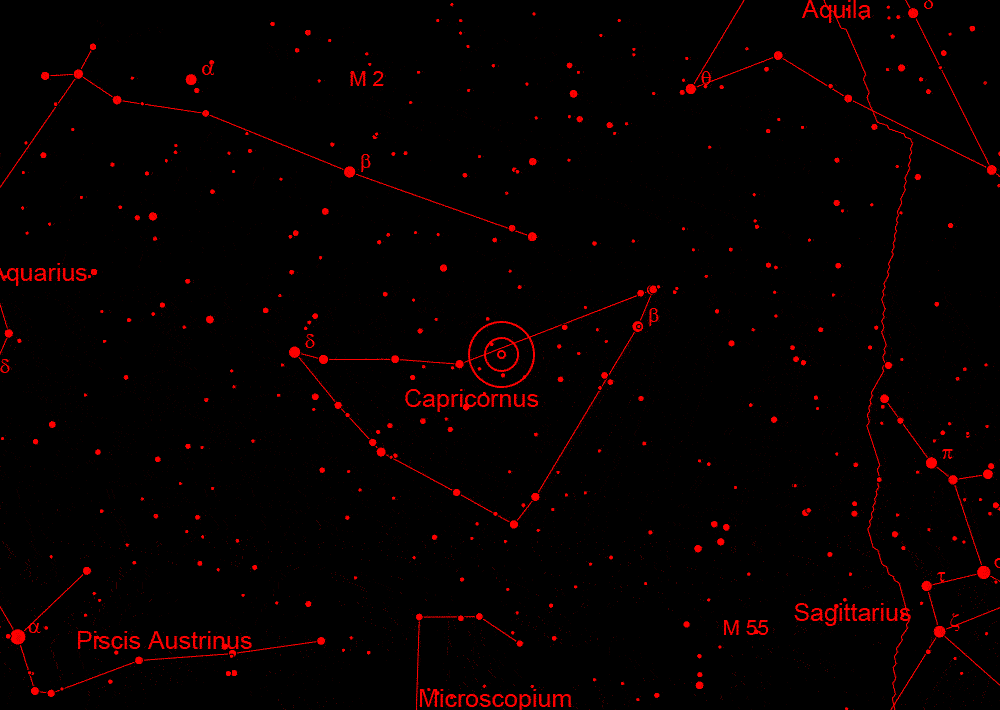 Aquila
δ
α
M 2
θ
β
Aquarius
β
δ
δ
Capricornus
π
τ
Sagittarius
ζ
α
Piscis Austrinus
M 55
Microscopium